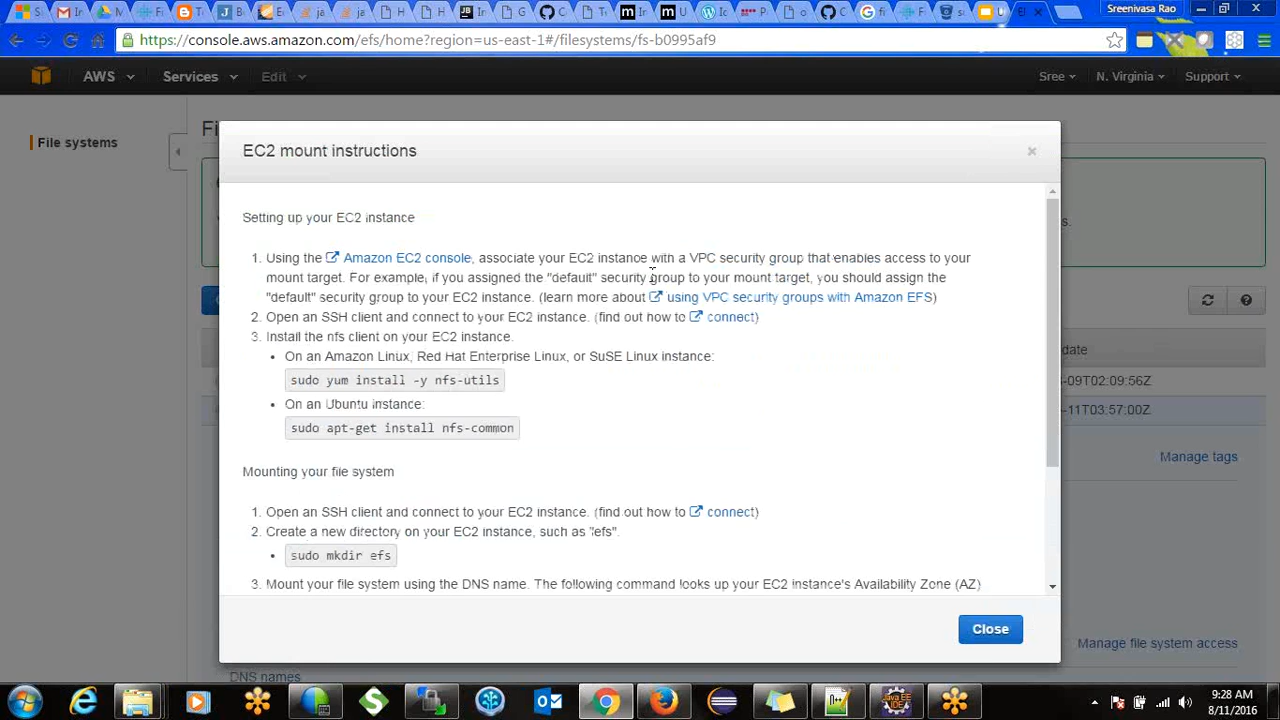 Sreenivasa Rao
https://console.aws.amazon.com/efs/home?region=us-east-1#/filesystems/fs-b0995af9
AWS Services Edit Sree N. Virginia Support
File systems
EC2 mount instructions
×
Setting up your EC2 instance
1. Using the Amazon EC2 console, associate your EC2 instance with a VPC security group that enables access to your
mount target. For example, if you assigned the "default" security group to your mount target, you should assign the
"default" security group to your EC2 instance. (learn more about using VPC security groups with Amazon EFS)
2. Open an SSH client and connect to your EC2 instance. (find out how to connect)
3. Install the nfs client on your EC2 instance.
• On an Amazon Linux, Red Hat Enterprise Linux, or SuSE Linux instance:
sudo yum install -y nfs-utils
• On an Ubuntu instance:
sudo apt-get install nfs-common
Mounting your file system
1. Open an SSH client and connect to your EC2 instance. (find out how to connect)
2. Create a new directory on your EC2 instance, such as "efs".
• sudo mkdir efs
3. Mount your file system using the DNS name. The following command looks up your EC2 instance's Availability Zone (AZ)
Close
date
-09T02:09:56Z
-11T03:57:00Z
Manage tags
Manage file system access
DNS names
9:28 AM
8/11/2016